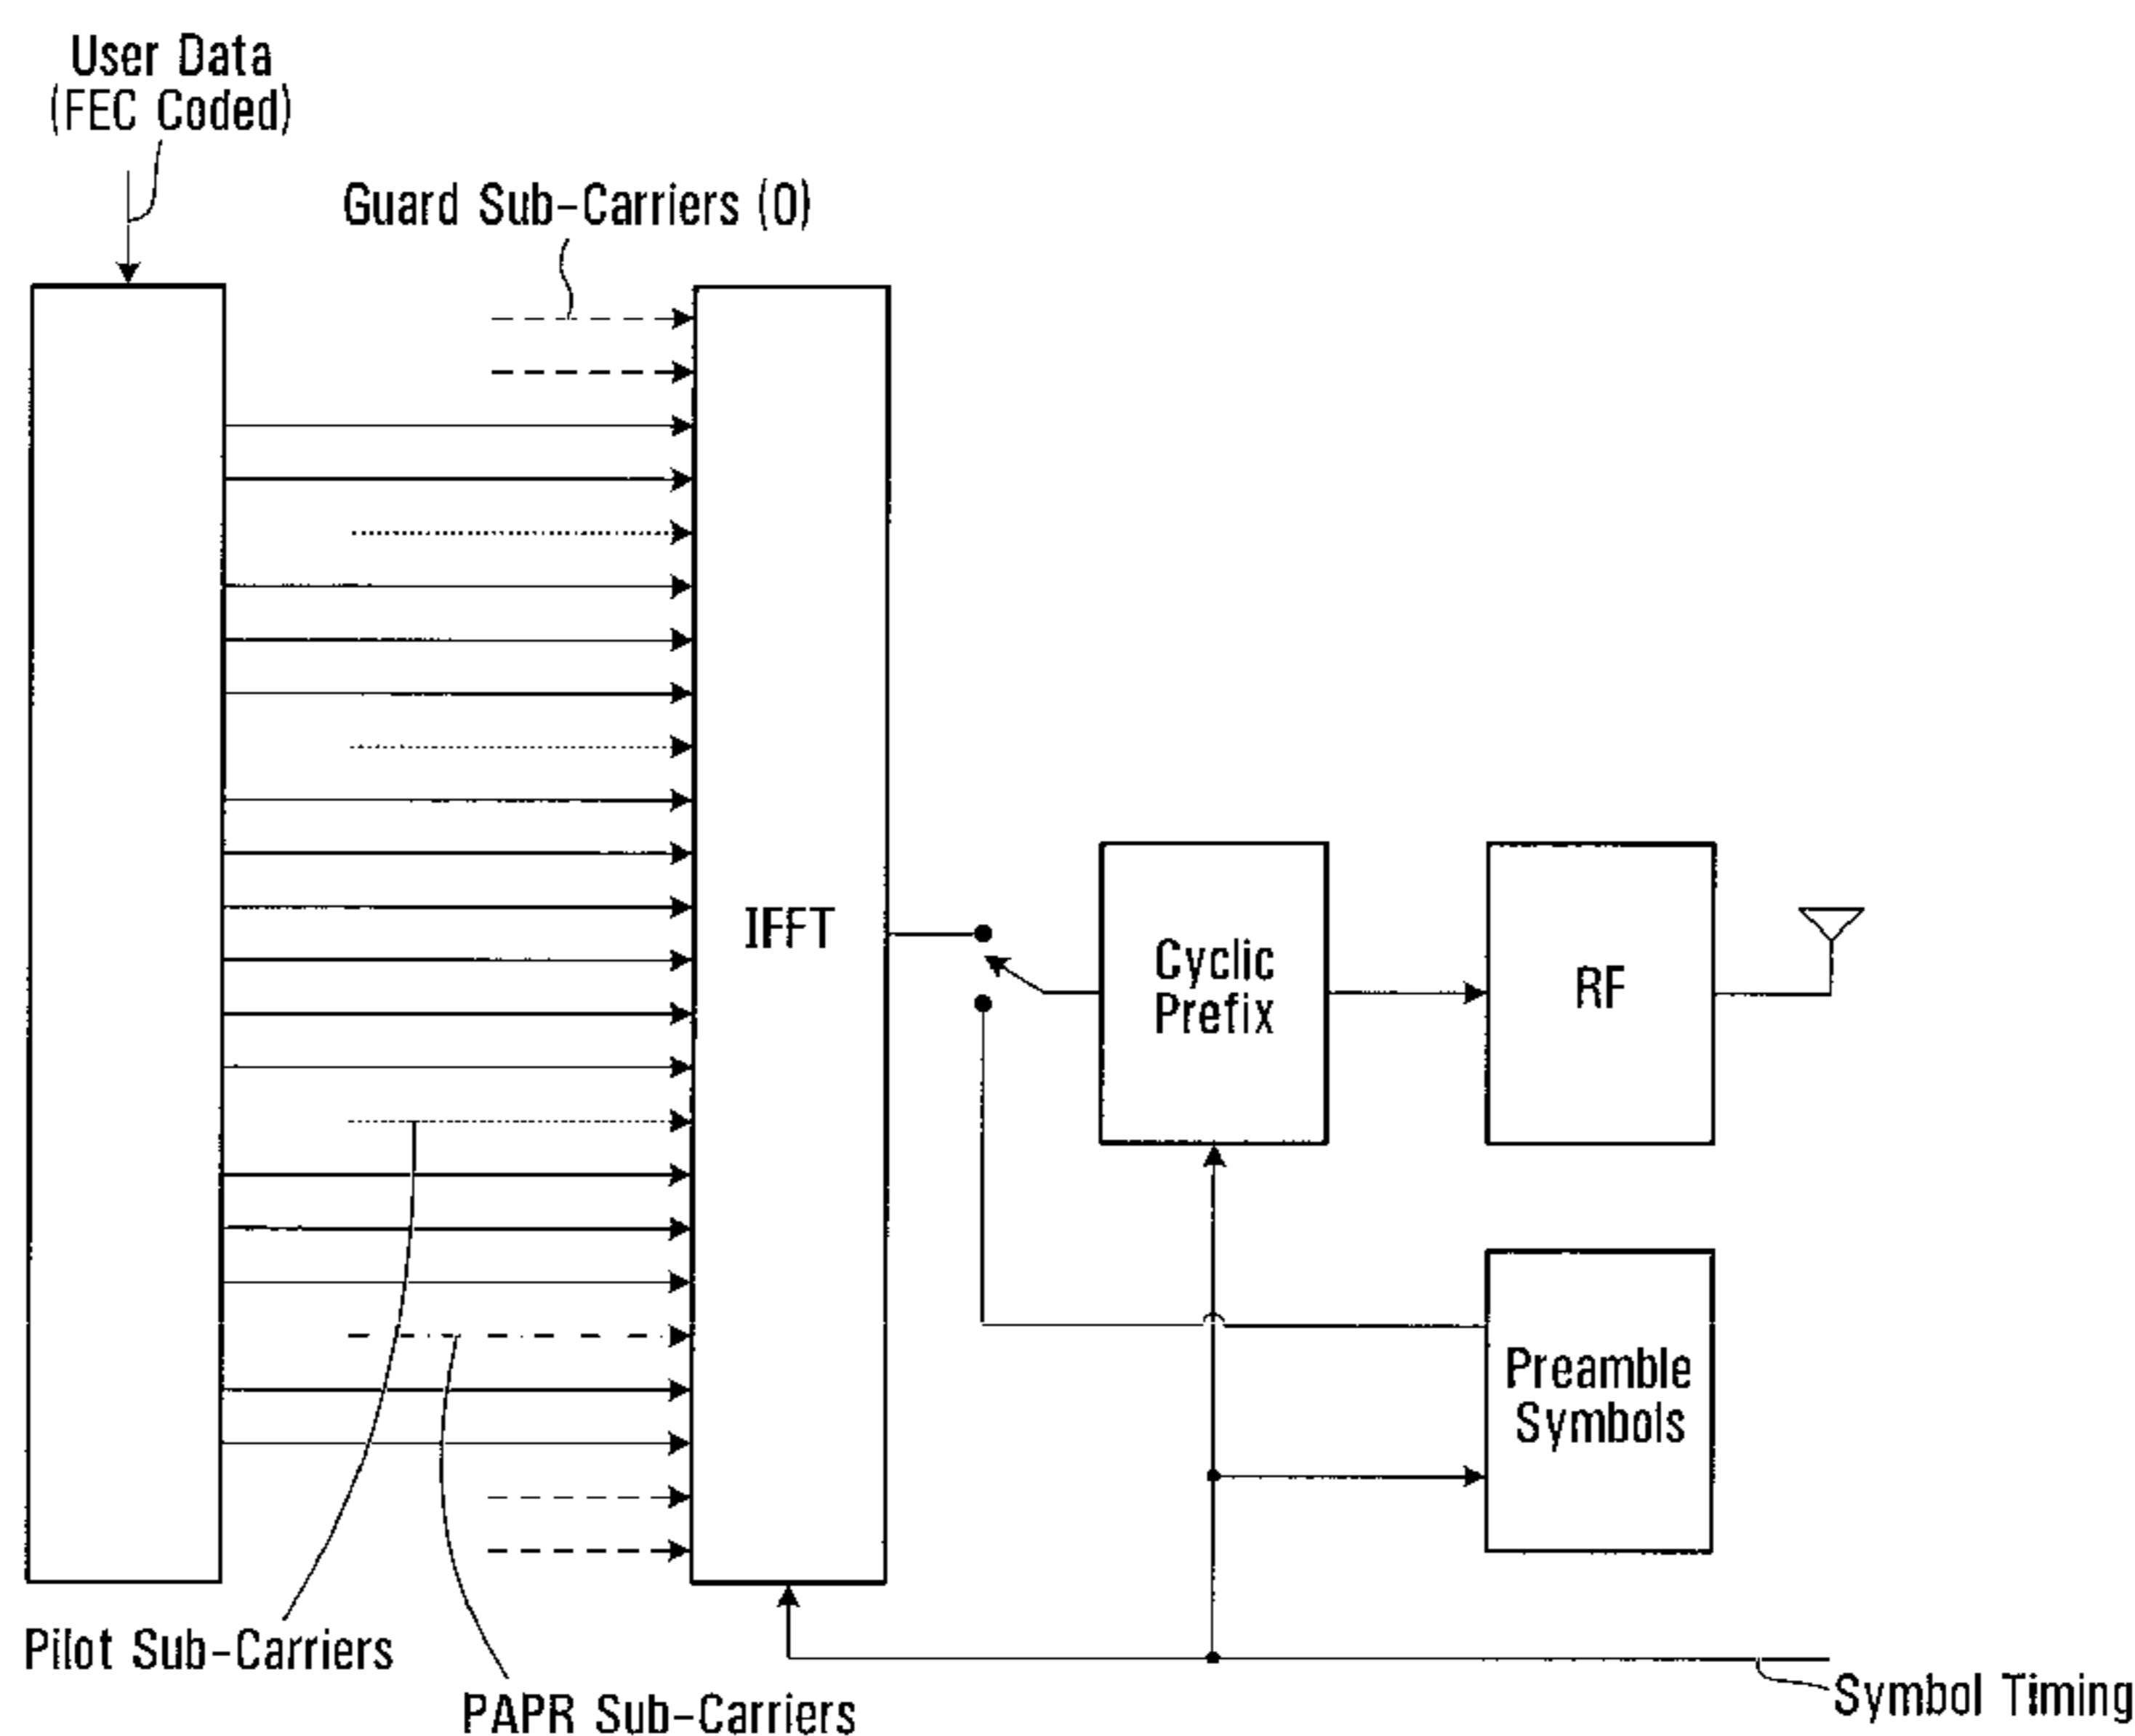 User Data
(FEC Coded)
Guard Sub-Carriers (0)
IFFT
Cyclic
Prefix
RF
Preamble
Symbols
Pilot Sub-Carriers
PAPR Sub-Carriers
Symbol Timing